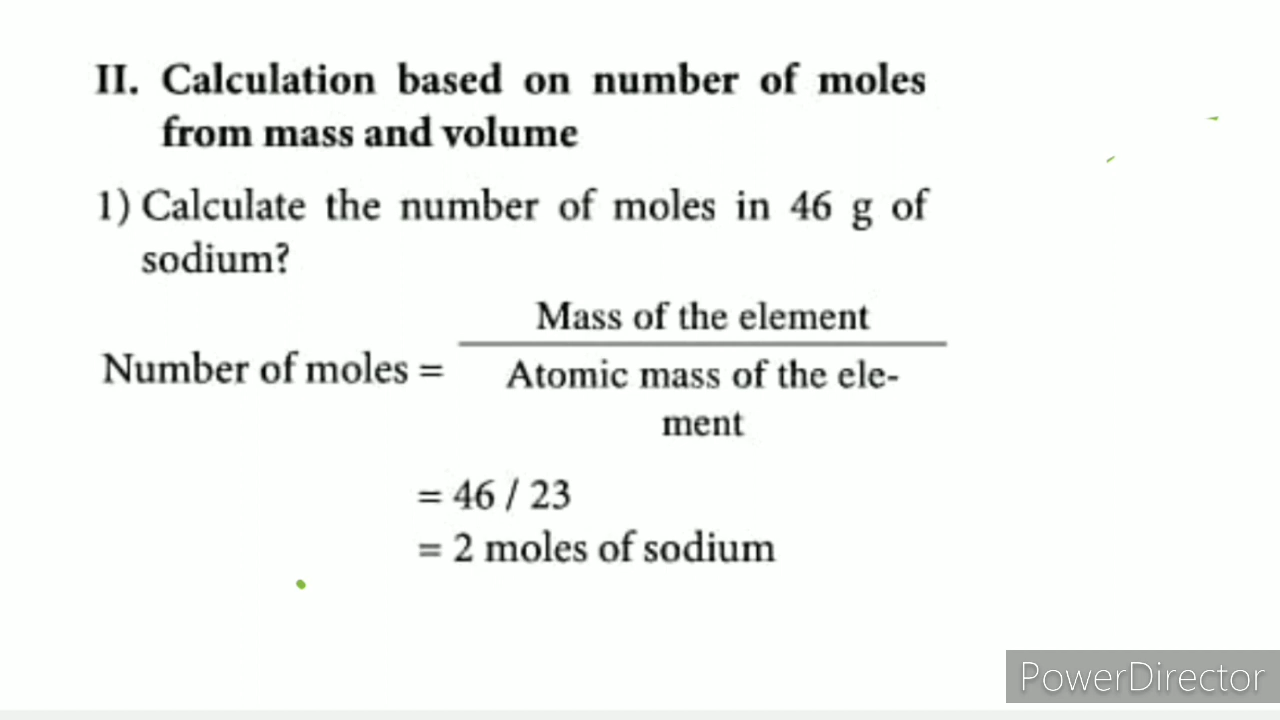 II. Calculation based on number of moles
from mass and volume
1) Calculate the number of moles in 46 g of
sodium?
Mass of the element
Number of moles =
Atomic mass of the ele-
ment
= 46 / 23
= 2 moles of sodium
PowerDirector